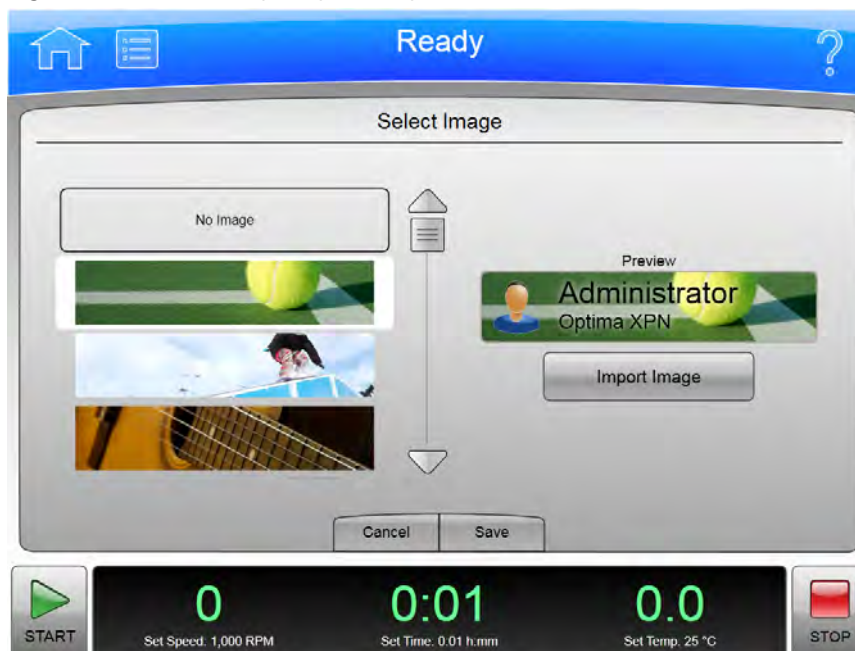 Ready
Select Image
No Image
Preview
Administrator
Optima XPN
Import Image
Cancel Save
START
0 0:01 0.0
Set Speed. 1,000 RPM Set Time. 0.01 h:mm Set Temp. 25 °C
STOP